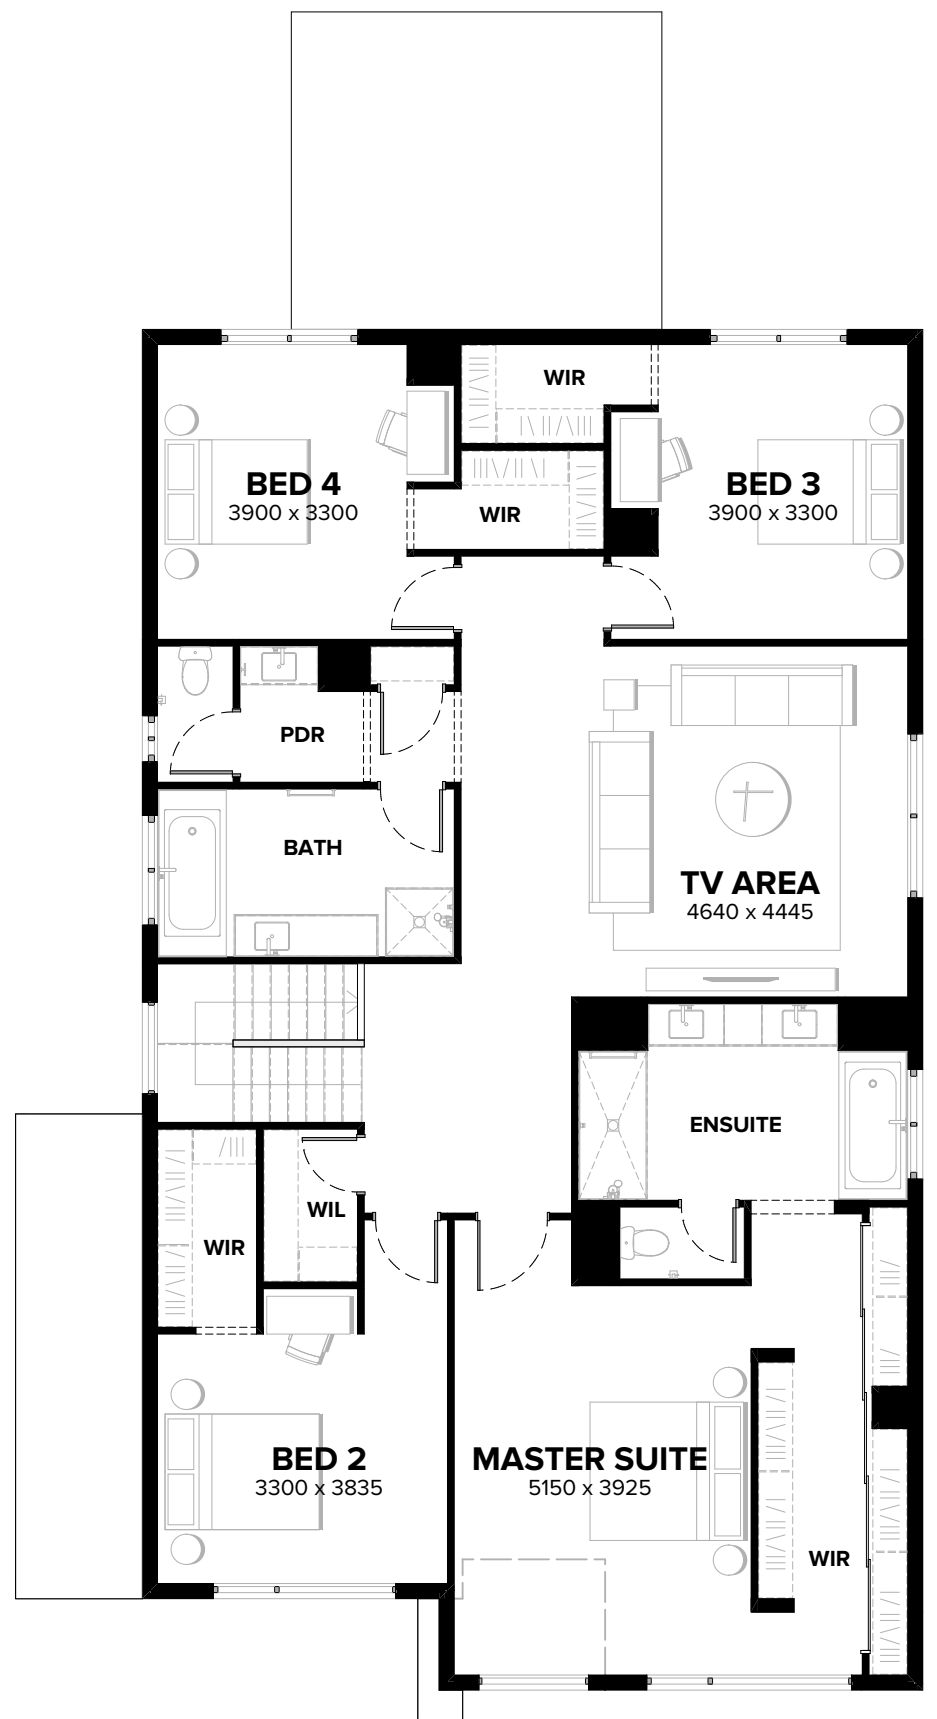 WIR
BED 4
3900 x 3300
WIR
BED 3
3900 x 3300
PDR
BATH
TV AREA
4640 x 4445
ENSUITE
WIL
WIR
BED 2
3300 x 3835
MASTER SUITE
5150 x 3925
WIR